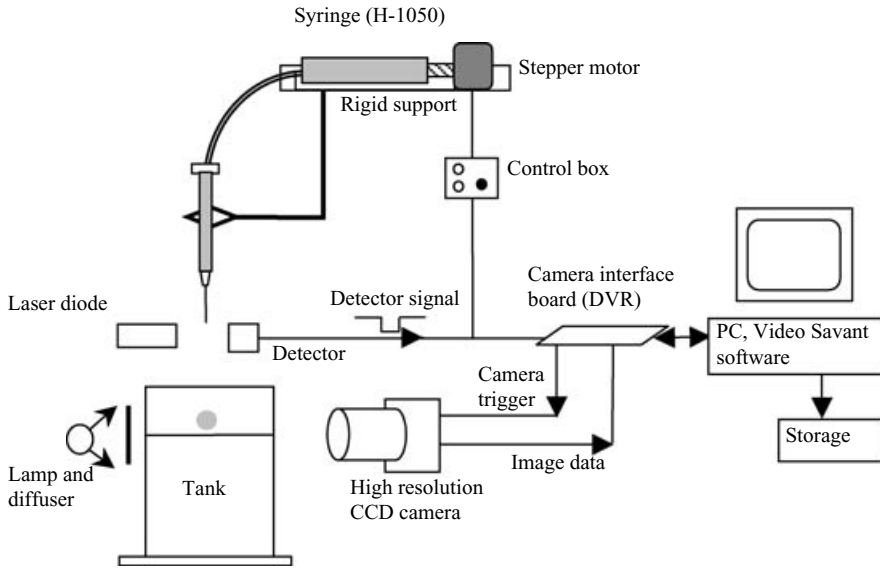 Syringe (H-1050)
Stepper motor
Rigid support
Control box
Camera interface
board (DVR)
Laser diode
Detector signal
Detector
PC, Video Savant
software
Camera
trigger
Storage
Image data
Lamp and
diffuser
Tank
High resolution
CCD camera